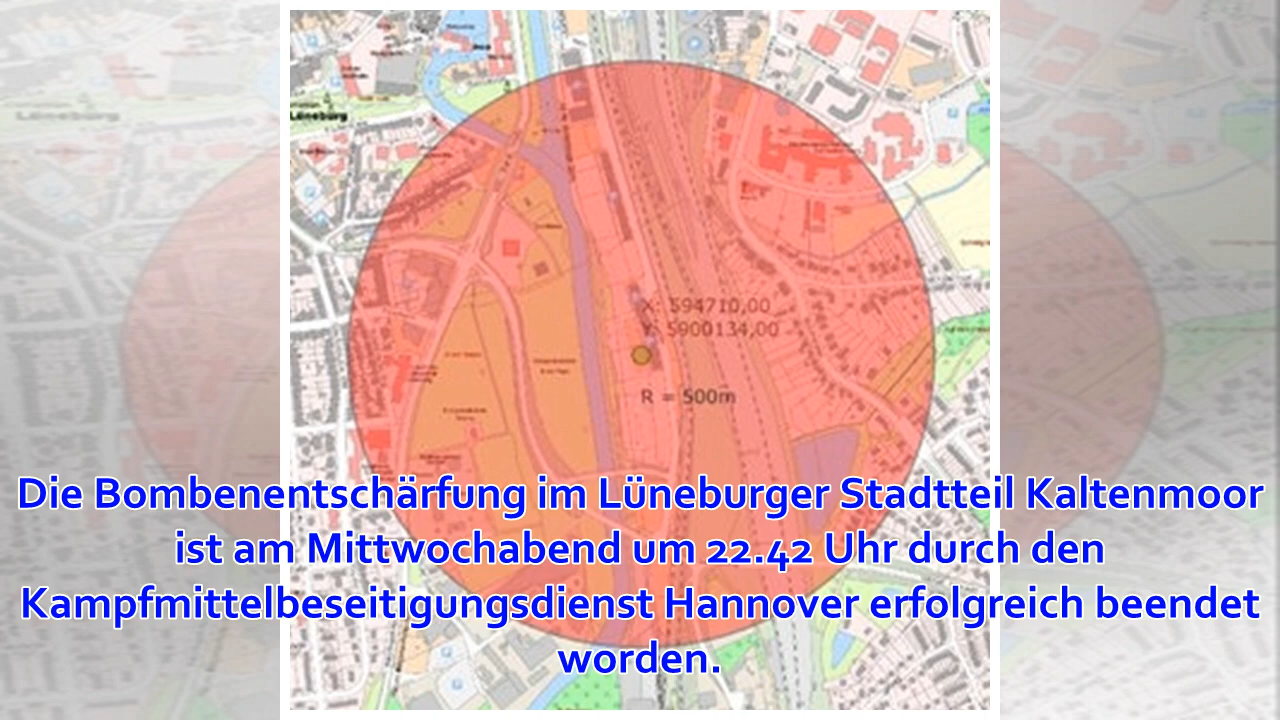 Lüneburg
X: 594710,00
Y: 5900134,00
R = 500m
Die Bombenentschärfung im Lüneburger Stadtteil Kaltenmoor
ist am Mittwochabend um 22.42 Uhr durch den
Kampfmittelbeseitigungsdienst Hannover erfolgreich beendet
worden.